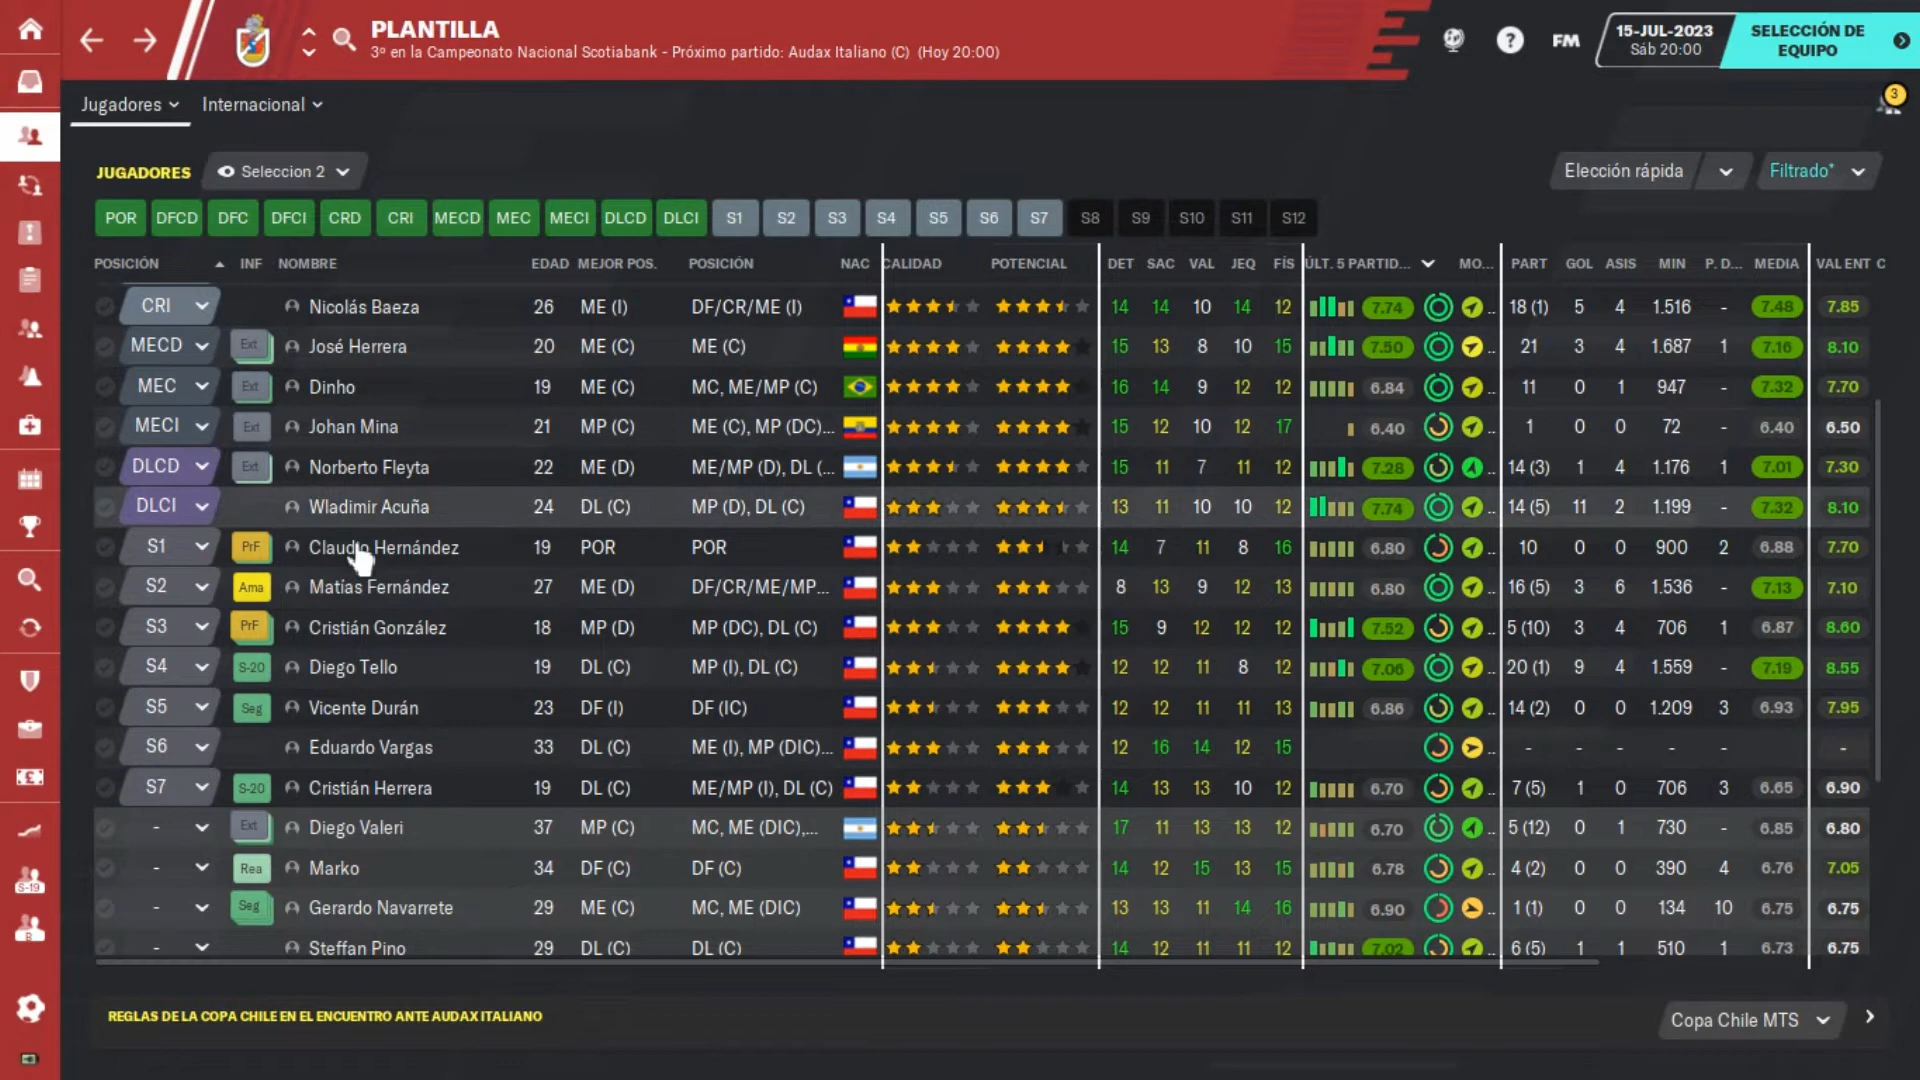 PLANTILLA
3º en la Campeonato Nacional Scotiabank - Próximo partido: Audax Italiano (C) (Hoy 20:00)
FM
15-JUL-2023
Sáb 20:00
SELECCIÓN DE EQUIPO
Jugadores Internacional
3
JUGADORES Seleccion 2 Elección rápida Filtrado*
POR DFCD DFC DFCI CRD CRI MECD MEC MECI DLCD DLCI S1 S2 S3 S4 S5 S6 S7 S8 S9 S10 S11 S12
POSICIÓN INF NOMBRE EDAD MEJOR POS. POSICIÓN NAC CALIDAD POTENCIAL DET SAC VAL JEQ FÍS ÚLT. 5 PARTID... MO... PART GOL ASIS MIN P. D... MEDIA VAL ENT C
CRI Nicolás Baeza 26 ME (I) DF/CR/ME (I) 14 14 10 14 12 7.74 .. 18 (1) 5 4 1.516 - 7.48 7.85
MECD Ext José Herrera 20 ME (C) ME (C) 15 13 8 10 15 7.50 .. 21 3 4 1.687 1 7.16 8.10
MEC Ext Dinho 19 ME (C) MC, ME/MP (C) 16 14 9 12 12 6.84 .. 11 0 1 947 - 7.32 7.70
MECI Ext Johan Mina 21 MP (C) ME (C), MP (DC)... 15 12 10 12 17 6.40 .. 1 0 0 72 - 6.40 6.50
DLCD Ext Norberto Fleyta 22 ME (D) ME/MP (D), DL (... 15 11 7 11 12 7.28 .. 14 (3) 1 4 1.176 1 7.01 7.30
DLCI Wladimir Acuña 24 DL (C) MP (D), DL (C) 13 11 10 10 12 7.74 .. 14 (5) 11 2 1.199 - 7.32 8.10
S1 PrF Claudio Hernández 19 POR POR 14 7 11 8 16 6.80 .. 10 0 0 900 2 6.88 7.70
S2 Ama Matías Fernández 27 ME (D) DF/CR/ME/MP... 8 13 9 12 13 6.80 .. 16 (5) 3 6 1.536 - 7.13 7.10
S3 PrF Cristián González 18 MP (D) MP (DC), DL (C) 15 9 12 12 12 7.52 .. 5 (10) 3 4 706 1 6.87 8.60
S4 S-20 Diego Tello 19 DL (C) MP (I), DL (C) 12 12 11 8 12 7.06 .. 20 (1) 9 4 1.559 - 7.19 8.55
S5 Seg Vicente Durán 23 DF (I) DF (IC) 12 12 11 11 13 6.86 .. 14 (2) 0 0 1.209 3 6.93 7.95
S6 Eduardo Vargas 33 DL (C) ME (I), MP (DIC)... 12 16 14 12 15 .. - - - - - - -
S7 S-20 Cristián Herrera 19 DL (C) ME/MP (I), DL (C) 14 13 13 10 12 6.70 .. 7 (5) 1 0 706 3 6.65 6.90
- Ext Diego Valeri 37 MP (C) MC, ME (DIC),... 17 11 13 13 12 6.70 .. 5 (12) 0 1 730 - 6.85 6.80
- Rea Marko 34 DF (C) DF (C) 14 12 15 13 15 6.78 .. 4 (2) 0 0 390 4 6.76 7.05
- Seg Gerardo Navarrete 29 ME (C) MC, ME (DIC) 13 13 11 14 16 6.90 .. 1 (1) 0 0 134 10 6.75 6.75
- Steffan Pino 29 DL (C) DL (C) 14 12 11 11 12 7.02 .. 6 (5) 1 1 510 1 6.73 6.75
S-19
B
REGLAS DE LA COPA CHILE EN EL ENCUENTRO ANTE AUDAX ITALIANO
Copa Chile MTS